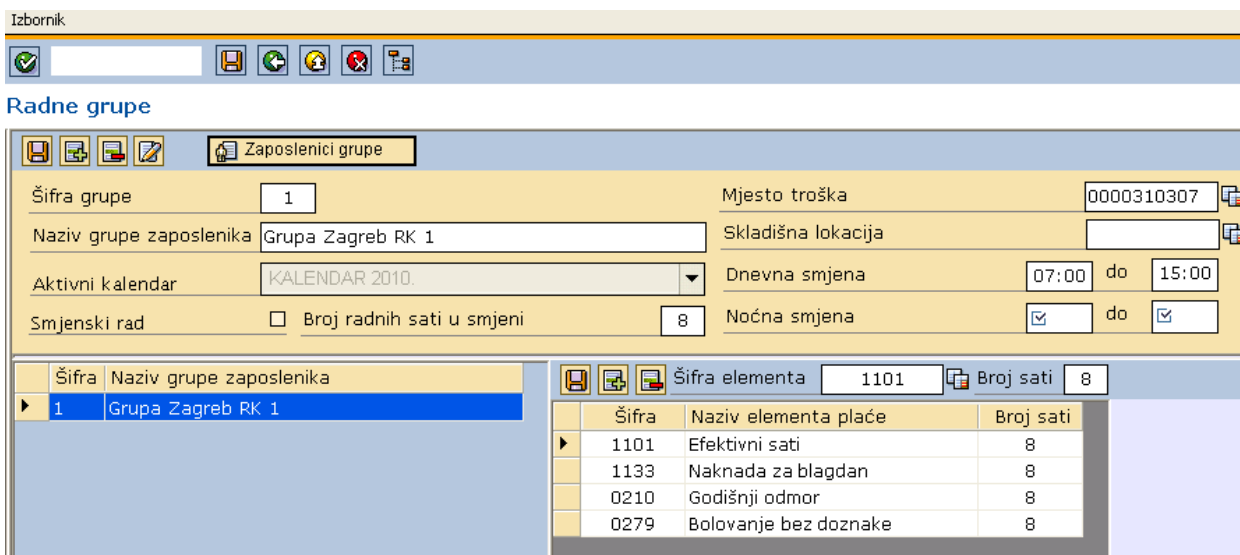 Izbornik
Radne grupe
Zaposlenici grupe
Šifra grupe 1 Mjesto troška 0000310307
Naziv grupe zaposlenika Grupa Zagreb RK 1 Skladišna lokacija
Aktivni kalendar KALENDAR 2010. Dnevna smjena 07:00 do 15:00
Smjenski rad Broj radnih sati u smjeni 8 Noćna smjena do
Šifra Naziv grupe zaposlenika
1 Grupa Zagreb RK 1
Šifra elementa 1101 Broj sati 8
Šifra Naziv elementa plaće Broj sati
1101 Efektivni sati 8
1133 Naknada za blagdan 8
0210 Godišnji odmor 8
0279 Bolovanje bez doznake 8